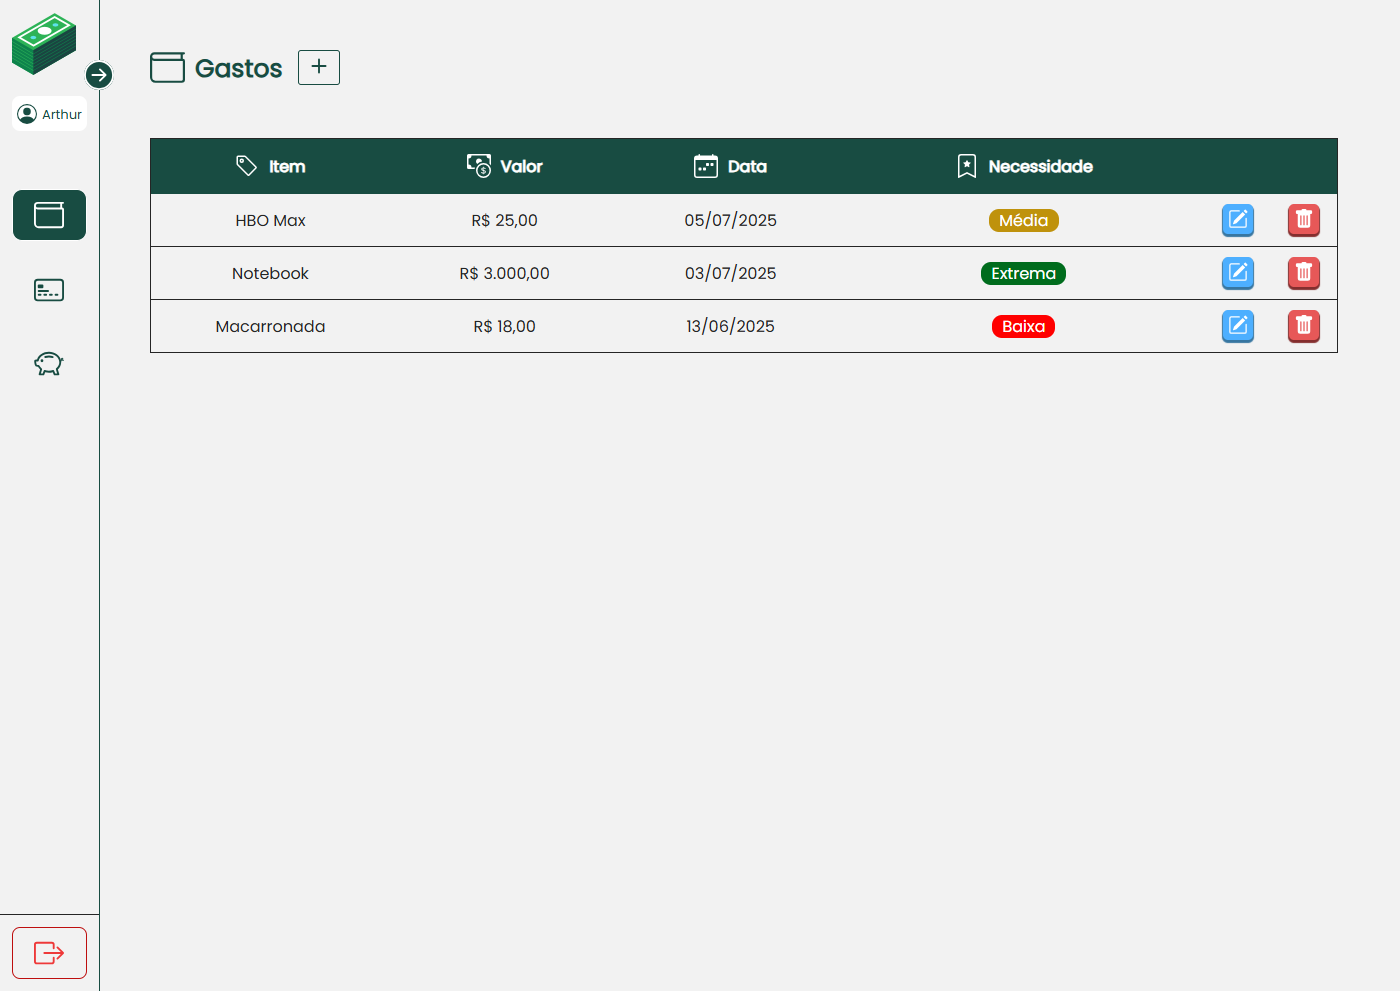 Arthur
Gastos
Item Valor Data Necessidade
HBO Max R$ 25,00 05/07/2025 Média
Notebook R$ 3.000,00 03/07/2025 Extrema
Macarronada R$ 18,00 13/06/2025 Baixa